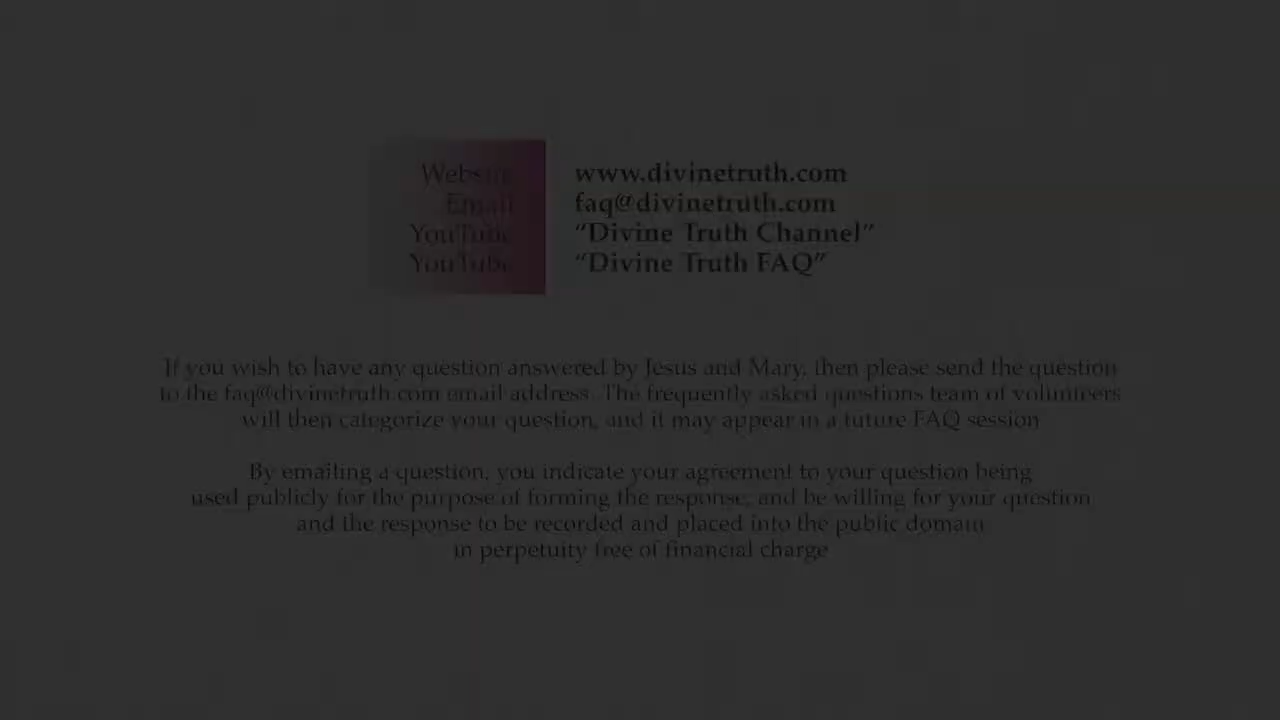 Website www.divinetruth.com
Email faq@divinetruth.com
YouTube “Divine Truth Channel”
YouTube “Divine Truth FAQ”
If you wish to have any question answered by Jesus and Mary, then please send the question
to the faq@divinetruth.com email address. The frequently asked questions team of volunteers
will then categorize your question, and it may appear in a future FAQ session
By emailing a question, you indicate your agreement to your question being
used publicly for the purpose of forming the response, and be willing for your question
and the response to be recorded and placed into the public domain
in perpetuity free of financial charge